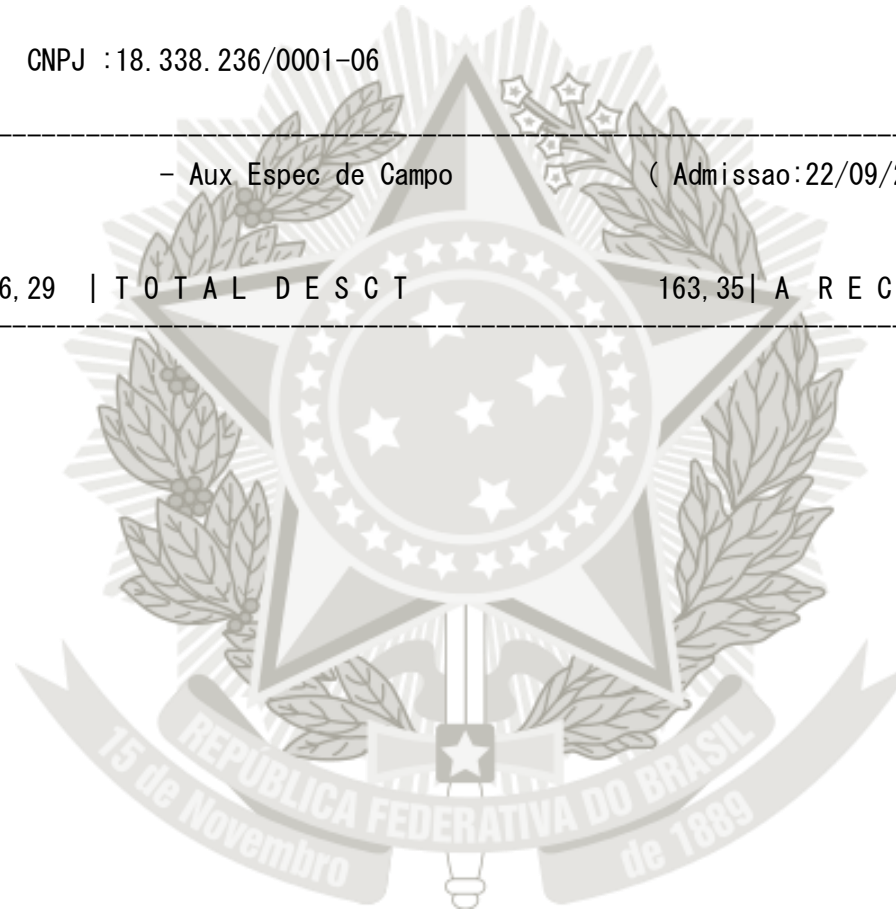 CNPJ :18.338.236/0001-06
- Aux Espec de Campo ( Admissao:22/09/
6,29 | T O T A L D E S C T 163,35| A R E C
REPÚBLICA FEDERATIVA DO BRASIL
15 de Novembro de 1889